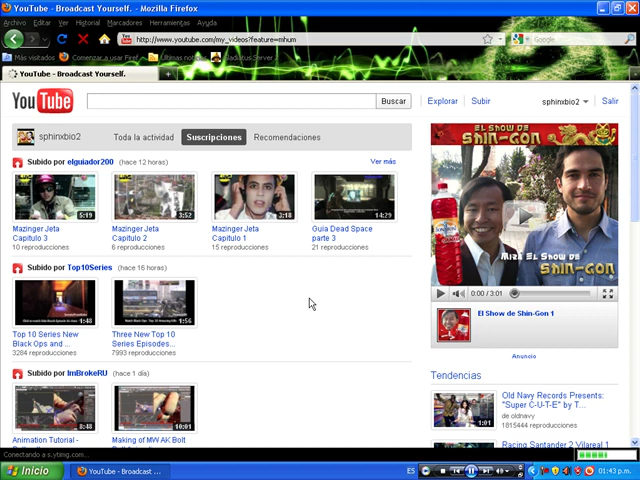 YouTube - Broadcast Yourself. - Mozilla Firefox
Archivo Editar Ver Historial Marcadores Herramientas Ayuda
http://www.youtube.com/my_videos?feature=mhum
Google
Más visitados Comenzar a usar Firef... Últimas noticias Gladiatus Server
YouTube - Broadcast Yourself.
YouTube
Buscar
Explorar
Subir
sphinxbio2
Salir
sphinxbio2
Toda la actividad
Suscripciones
Recomendaciones
Subido por elguiador200 (hace 12 horas)
Ver más
5:19
3:52
3:18
14:29
Mazinger Jeta Capitulo 3
10 reproducciones
Mazinger Jeta Capitulo 2
6 reproducciones
Mazinger Jeta Capitulo 1
15 reproducciones
Guia Dead Space parte 3
21 reproducciones
Subido por Top10Series (hace 16 horas)
1:48
1:56
Top 10 Series New Black Ops and ...
3284 reproducciones
Three New Top 10 Series Episodes...
7993 reproducciones
Subido por ImBrokeRU (hace 1 día)
8:48
10:01
Animation Tutorial -
Making of MW AK Bolt
EL SHOW DE
SHIN-GON
MIRÁ EL SHOW DE
SHIN-GON
0:00 / 3:01
El Show de Shin-Gon 1
Anuncio
Tendencias
1:01
Old Navy Records Presents: "Super C-U-T-E" by T...
de oldnavy
1815444 reproducciones
Racing Santander 2 Villareal 1
Conectando a s.ytimg.com...
Inicio
YouTube - Broadcast ...
ES
01:43 p.m.